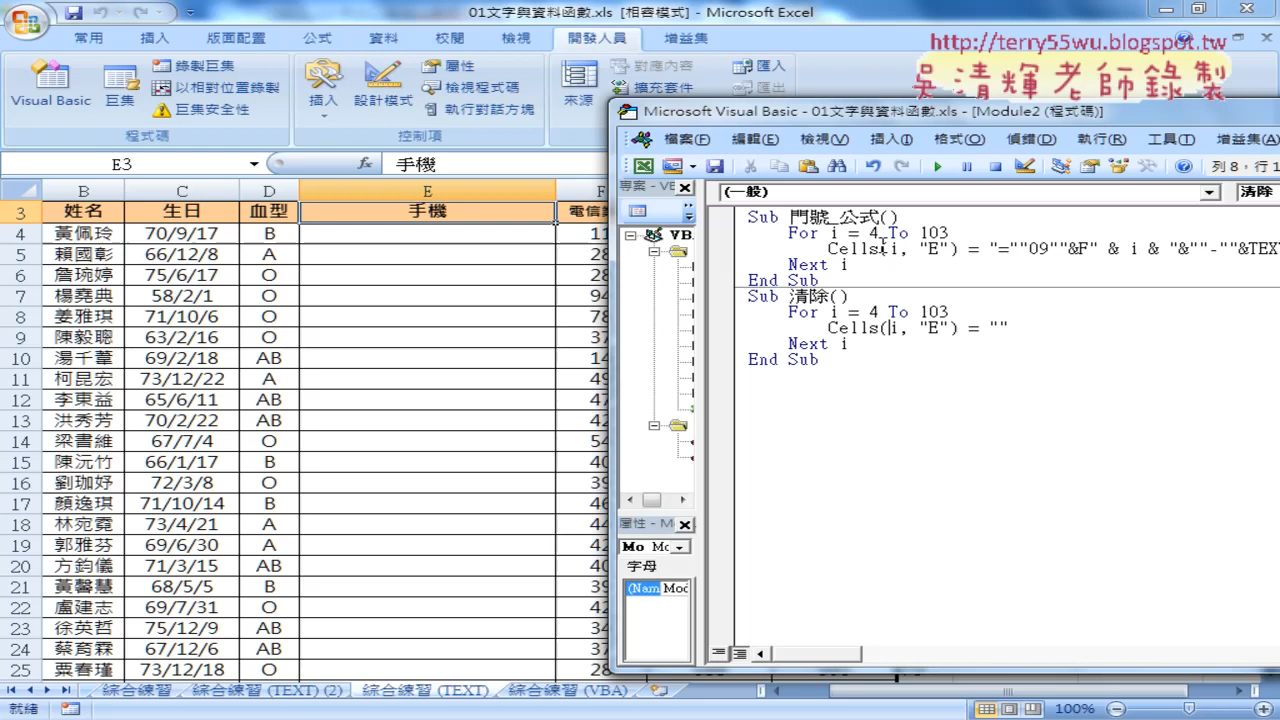 01文字與資料函數.xls [相容模式] - Microsoft Excel
常用 插入 版面配置 公式 資料 校閱 檢視 開發人員 增益集
http://terry55wu.blogspot.tw
吳清輝老師錄製
Visual Basic 巨集 錄製巨集 以相對位置錄製 巨集安全性 程式碼
插入 設計模式 屬性 檢視程式碼 執行對話方塊 控制項
來源 對應內容 擴充套件 匯入 匯出
E3 fx 手機
B C D E F
3 姓名 生日 血型 手機
4 黃佩玲 70/9/17 B
5 賴國彰 66/12/8 A
6 詹琬婷 75/6/17 O
7 楊堯典 58/2/1 O
8 姜雅琪 71/10/6 O
9 陳毅聰 63/2/16 O
10 湯千葦 69/2/18 AB
11 柯昆宏 73/12/22 A
12 李東益 65/6/11 AB
13 洪秀芳 70/2/22 AB
14 梁書維 67/7/4 O
15 陳沅竹 66/1/17 B
16 劉珈妤 72/3/8 O
17 顏逸琪 71/10/14 B
18 林宛霓 73/4/21 A
19 郭雅芬 69/6/30 A
20 方鈞儀 71/3/15 AB
21 黃馨慧 68/5/5 B
22 盧建志 69/7/31 O
23 徐英哲 75/12/9 AB
24 蔡育霖 67/12/6 AB
25 粟春瑾 73/12/18 O
綜合練習 綜合練習 (TEXT) (2) 綜合練習 (TEXT) 綜合練習 (VBA)
就緒 100%
Microsoft Visual Basic - 01文字與資料函數.xls - [Module2 (程式碼)]
檔案(F) 編輯(E) 檢視(V) 插入(I) 格式(O) 偵錯(D) 執行(R) 工具(T) 增益集(A)
專案 - VB
(一般) 清除
Sub 門號_公式()
For i = 4 To 103
Cells(i, "E") = "=""09""&F" & i & "&""-""&TEX
Next i
End Sub
Sub 清除()
For i = 4 To 103
Cells(i, "E") = ""
Next i
End Sub
屬性 - M
字母
(Nam Mod